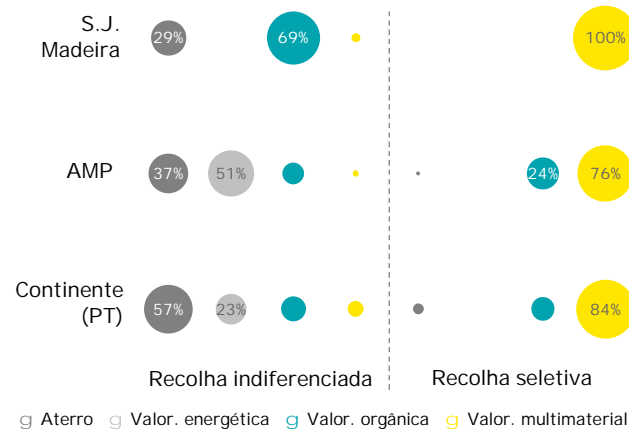 S.J.
Madeira
29% 69% 100%
AMP
37% 51% 24% 76%
Continente
(PT)
57% 23% 84%
Recolha indiferenciada Recolha seletiva
g Aterro g Valor. energética g Valor. orgânica g Valor. multimaterial